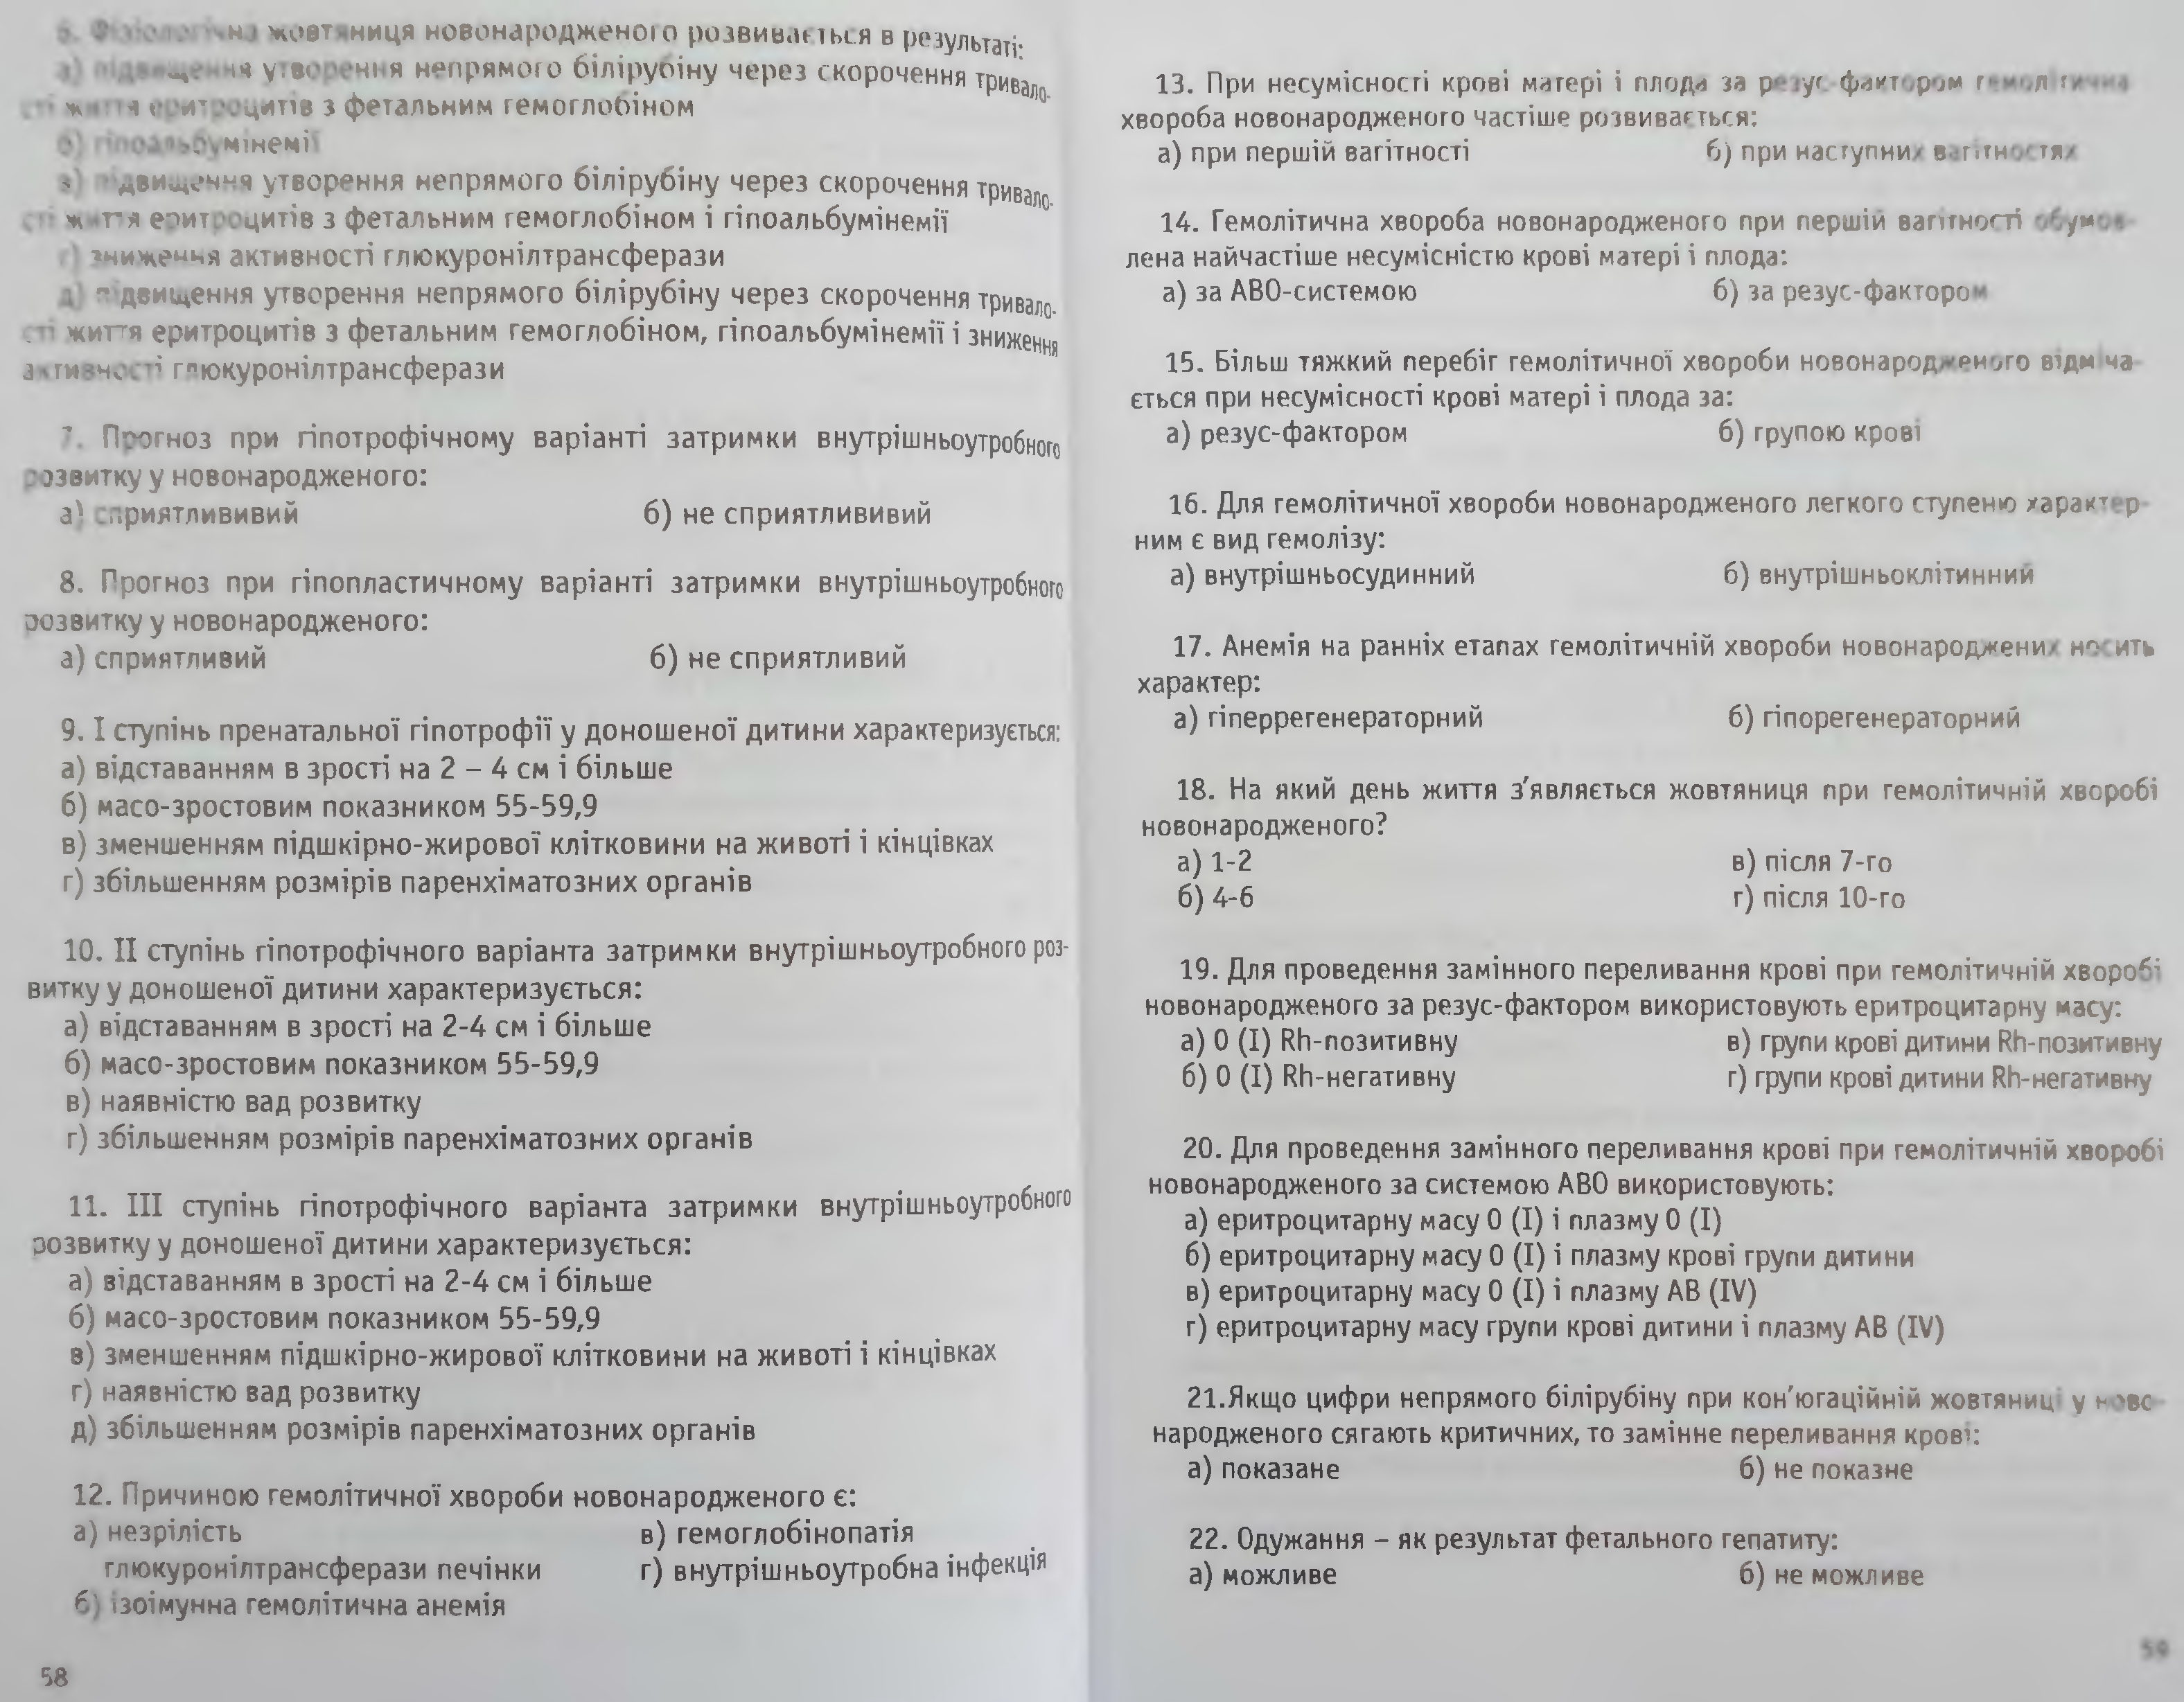 6. Фізіологічна жовтяниця новонародженого розвивається в результаті:
а) підвищення утворення непрямого білірубіну через скорочення тривало-
сті життя еритроцитів з фетальним гемоглобіном
б) гіпоальбумінемії
в) підвищення утворення непрямого білірубіну через скорочення тривало-
сті життя еритроцитів з фетальним гемоглобіном і гіпоальбумінемії
г) зниження активності глюкуронілтрансферази
д) підвищення утворення непрямого білірубіну через скорочення тривало-
сті життя еритроцитів з фетальним гемоглобіном, гіпоальбумінемії і зниження
активності глюкуронілтрансферази
7. Прогноз при гіпотрофічному варіанті затримки внутрішньоутробного
розвитку у новонародженого:
а) сприятлививий б) не сприятлививий
8. Прогноз при гіпопластичному варіанті затримки внутрішньоутробного
розвитку у новонародженого:
а) сприятливий б) не сприятливий
9. І ступінь пренатальної гіпотрофії у доношеної дитини характеризується:
а) відставанням в зрості на 2 – 4 см і більше
б) масо-зростовим показником 55-59,9
в) зменшенням підшкірно-жирової клітковини на животі і кінцівках
г) збільшенням розмірів паренхіматозних органів
10. ІІ ступінь гіпотрофічного варіанта затримки внутрішньоутробного роз-
витку у доношеної дитини характеризується:
а) відставанням в зрості на 2-4 см і більше
б) масо-зростовим показником 55-59,9
в) наявністю вад розвитку
г) збільшенням розмірів паренхіматозних органів
11. ІІІ ступінь гіпотрофічного варіанта затримки внутрішньоутробного
розвитку у доношеної дитини характеризується:
а) відставанням в зрості на 2-4 см і більше
б) масо-зростовим показником 55-59,9
в) зменшенням підшкірно-жирової клітковини на животі і кінцівках
г) наявністю вад розвитку
д) збільшенням розмірів паренхіматозних органів
12. Причиною гемолітичної хвороби новонародженого є:
а) незрілість в) гемоглобінопатія
глюкуронілтрансферази печінки г) внутрішньоутробна інфекція
б) ізоімунна гемолітична анемія
58
13. При несумісності крові матері і плода за резус-фактором гемолітична
хвороба новонародженого частіше розвивається:
а) при першій вагітності б) при наступних вагітностях
14. Гемолітична хвороба новонародженого при першій вагітності обумов-
лена найчастіше несумісністю крові матері і плода:
а) за АВО-системою б) за резус-фактором
15. Більш тяжкий перебіг гемолітичної хвороби новонародженого відміча-
ється при несумісності крові матері і плода за:
а) резус-фактором б) групою крові
16. Для гемолітичної хвороби новонародженого легкого ступеню характер-
ним є вид гемолізу:
а) внутрішньосудинний б) внутрішньоклітинний
17. Анемія на ранніх етапах гемолітичній хвороби новонароджених носить
характер:
а) гіперрегенераторний б) гіпорегенераторний
18. На який день життя з'являється жовтяниця при гемолітичній хворобі
новонародженого?
а) 1-2 в) після 7-го
б) 4-6 г) після 10-го
19. Для проведення замінного переливання крові при гемолітичній хворобі
новонародженого за резус-фактором використовують еритроцитарну масу:
а) 0 (І) Rh-позитивну в) групи крові дитини Rh-позитивну
б) 0 (І) Rh-негативну г) групи крові дитини Rh-негативну
20. Для проведення замінного переливання крові при гемолітичній хворобі
новонародженого за системою АВО використовують:
а) еритроцитарну масу 0 (І) і плазму 0 (І)
б) еритроцитарну масу 0 (І) і плазму крові групи дитини
в) еритроцитарну масу 0 (І) і плазму АВ (IV)
г) еритроцитарну масу групи крові дитини і плазму АВ (IV)
21.Якщо цифри непрямого білірубіну при кон'югаційній жовтяниці у ново-
народженого сягають критичних, то замінне переливання крові:
а) показане б) не показне
22. Одужання – як результат фетального гепатиту:
а) можливе б) не можливе
59